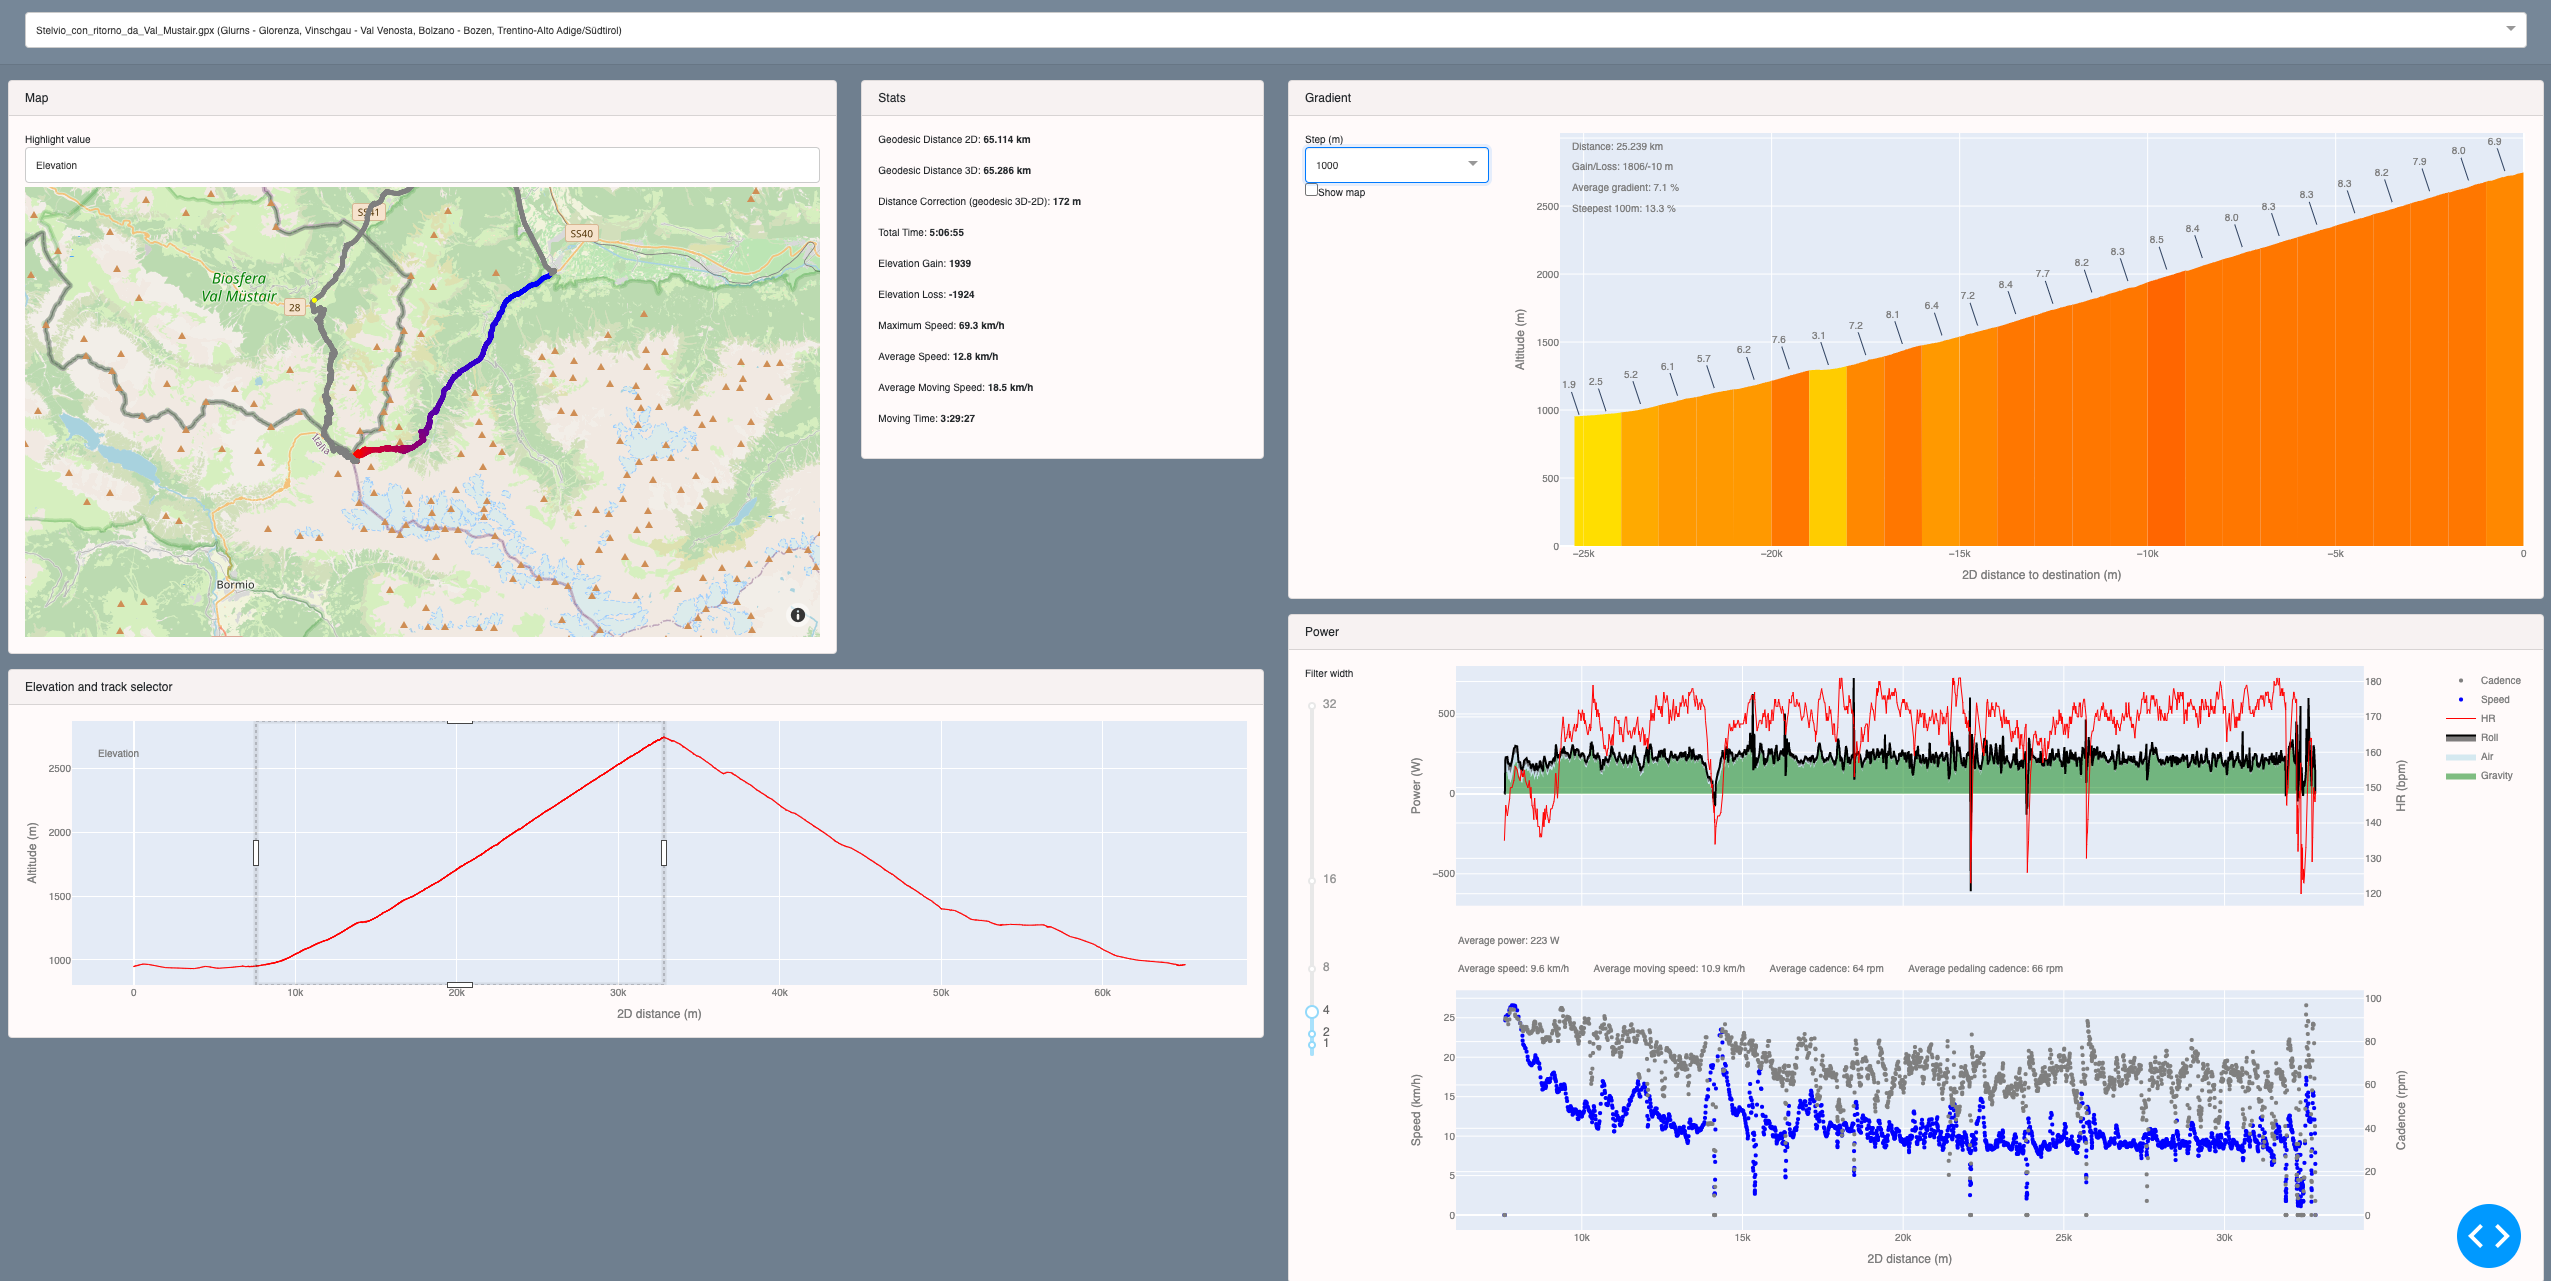 Stelvio_con_ritorno_da_Val_Mustair.gpx (Glurns - Glorenza, Vinschgau - Val Venosta, Bolzano - Bozen, Trentino-Alto Adige/Südtirol)
Map
Highlight value
Elevation
SS41
SS40
Biosfera
Val Müstair
28
Italia
Bormio
Stats
Geodesic Distance 2D: 65.114 km
Geodesic Distance 3D: 65.286 km
Distance Correction (geodesic 3D-2D): 172 m
Total Time: 5:06:55
Elevation Gain: 1939
Elevation Loss: -1924
Maximum Speed: 69.3 km/h
Average Speed: 12.8 km/h
Average Moving Speed: 18.5 km/h
Moving Time: 3:29:27
Gradient
Step (m)
1000
Show map
Distance: 25.239 km
Gain/Loss: 1806/-10 m
Average gradient: 7.1 %
Steepest 100m: 13.3 %
1.9 2.5 5.2 6.1 5.7 6.2 7.6 3.1 7.2 8.1 6.4 7.2 8.4 7.7 8.2 8.3 8.5 8.4 8.0 8.3 8.3 8.3 8.2 7.9 8.0 6.9
Altitude (m)
2500
2000
1500
1000
500
0
−25k −20k −15k −10k −5k 0
2D distance to destination (m)
Elevation and track selector
Elevation
Altitude (m)
2500
2000
1500
1000
0 10k 20k 30k 40k 50k 60k
2D distance (m)
Power
Filter width
32
16
8
4
2
1
Power (W)
500
0
−500
180
170
160
150
140
130
120
HR (bpm)
Cadence
Speed
HR
Roll
Air
Gravity
Average power: 223 W
Average speed: 9.6 km/h Average moving speed: 10.9 km/h Average cadence: 64 rpm Average pedaling cadence: 66 rpm
Speed (km/h)
25
20
15
10
5
0
100
80
60
40
20
0
Cadence (rpm)
10k 15k 20k 25k 30k
2D distance (m)